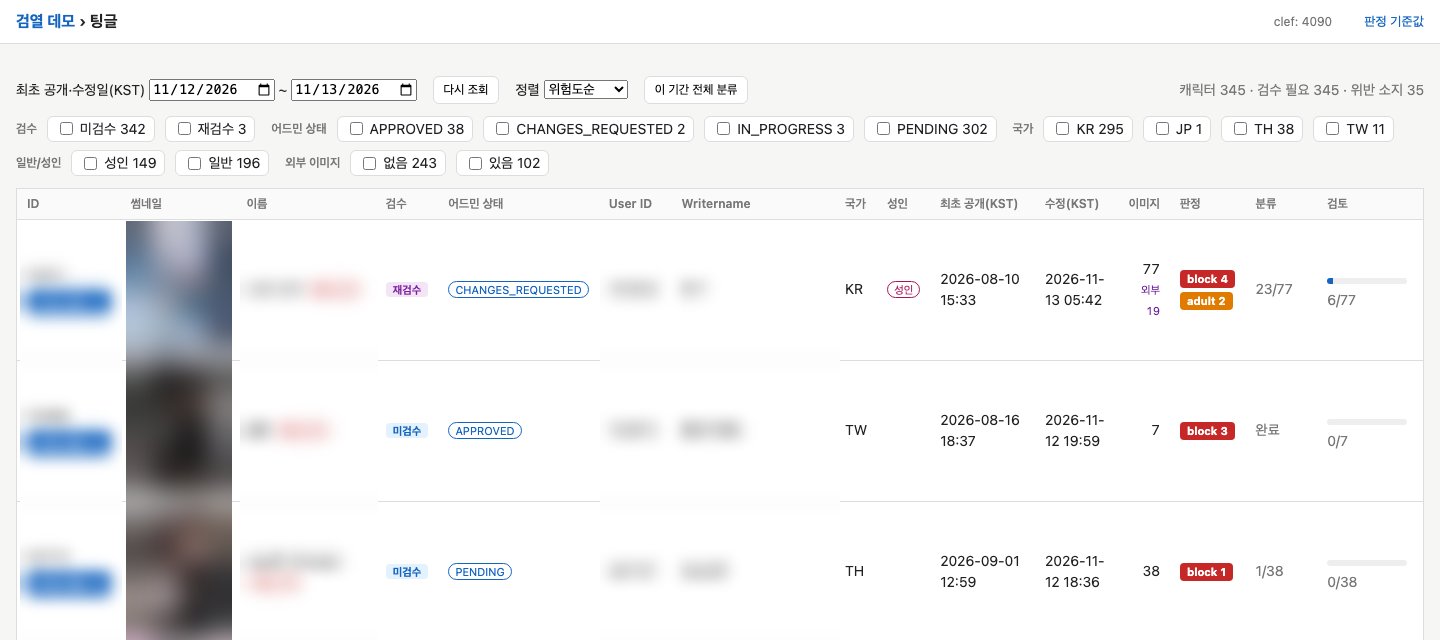 검열 데모 › 팅글
clef: 4090 판정 기준값
최초 공개·수정일(KST) 11/12/2026 ~ 11/13/2026 다시 조회 정렬 위험도순 이 기간 전체 분류 캐릭터 345 · 검수 필요 345 · 위반 소지 35
검수 미검수 342 재검수 3 어드민 상태 APPROVED 38 CHANGES_REQUESTED 2 IN_PROGRESS 3 PENDING 302 국가 KR 295 JP 1 TH 38 TW 11
일반/성인 성인 149 일반 196 외부 이미지 없음 243 있음 102
ID 썸네일 이름 검수 어드민 상태 User ID Writername 국가 성인 최초 공개(KST) 수정(KST) 이미지 판정 분류 검토
재검수 CHANGES_REQUESTED KR 성인 2026-08-10 15:33 2026-11-13 05:42 77 외부 19 block 4 adult 2 23/77 6/77
미검수 APPROVED TW 2026-08-16 18:37 2026-11-12 19:59 7 block 3 완료 0/7
미검수 PENDING TH 2026-09-01 12:59 2026-11-12 18:36 38 block 1 1/38 0/38